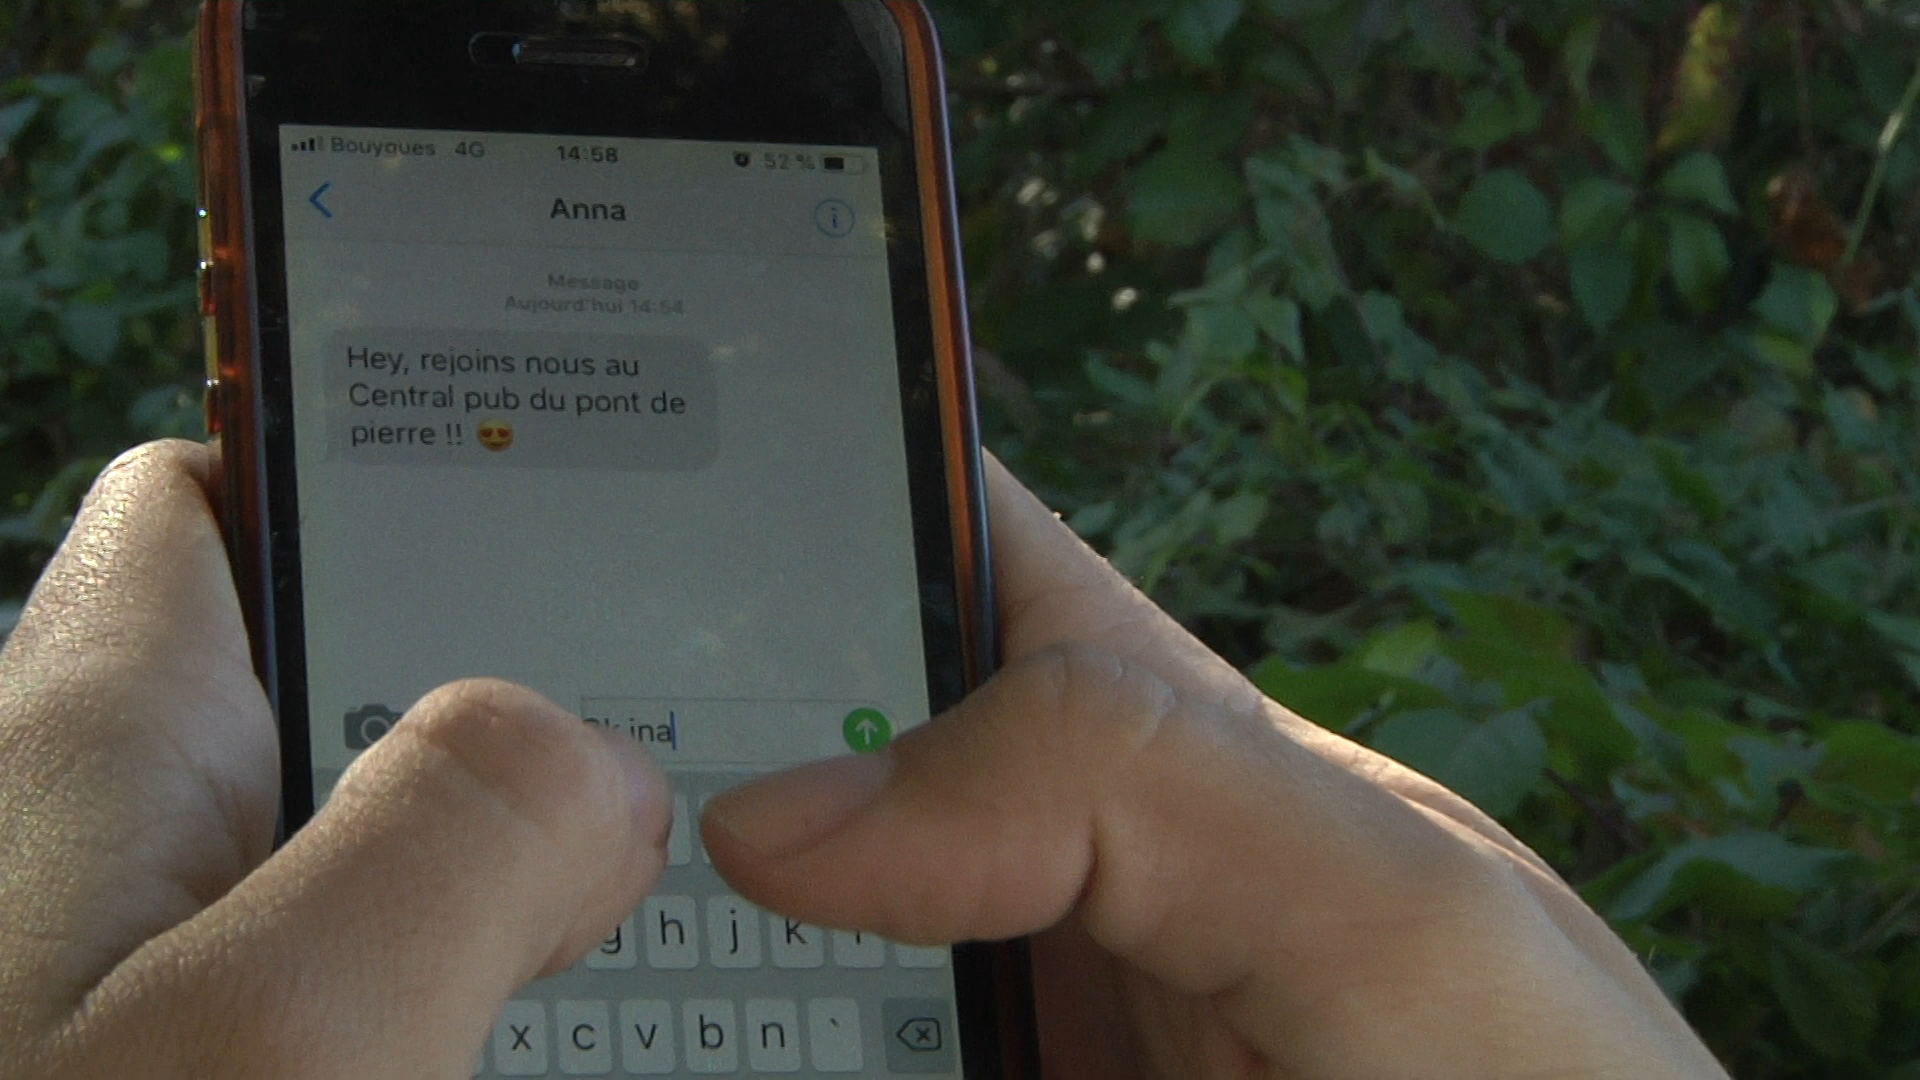 Bouygues 4G 14:58 52 %
Anna
Message
Aujourd'hui 14:54
Hey, rejoins nous au
Central pub du pont de
pierre !! 😍
ina
g h j k
x c v b n `